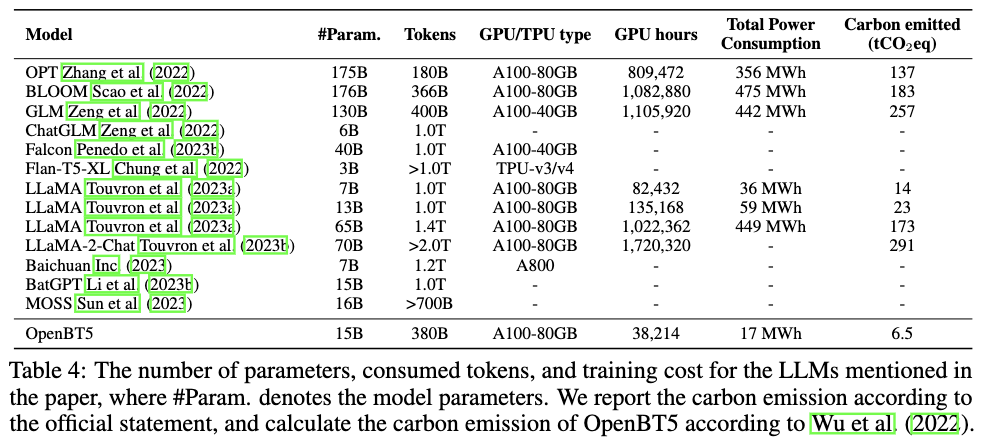 Model #Param. Tokens GPU/TPU type GPU hours Total Power Consumption Carbon emitted (tCO₂eq)
OPT Zhang et al. (2022) 175B 180B A100-80GB 809,472 356 MWh 137
BLOOM Scao et al. (2022) 176B 366B A100-80GB 1,082,880 475 MWh 183
GLM Zeng et al. (2022) 130B 400B A100-40GB 1,105,920 442 MWh 257
ChatGLM Zeng et al. (2022) 6B 1.0T - - - -
Falcon Penedo et al. (2023b) 40B 1.0T A100-40GB - - -
Flan-T5-XL Chung et al. (2022) 3B >1.0T TPU-v3/v4 - - -
LLaMA Touvron et al. (2023a) 7B 1.0T A100-80GB 82,432 36 MWh 14
LLaMA Touvron et al. (2023a) 13B 1.0T A100-80GB 135,168 59 MWh 23
LLaMA Touvron et al. (2023a) 65B 1.4T A100-80GB 1,022,362 449 MWh 173
LLaMA-2-Chat Touvron et al. (2023b) 70B >2.0T A100-80GB 1,720,320 - 291
Baichuan Inc. (2023) 7B 1.2T A800 - - -
BatGPT Li et al. (2023b) 15B 1.0T - - - -
MOSS Sun et al. (2023) 16B >700B - - - -
OpenBT5 15B 380B A100-80GB 38,214 17 MWh 6.5
Table 4: The number of parameters, consumed tokens, and training cost for the LLMs mentioned in
the paper, where #Param. denotes the model parameters. We report the carbon emission according to
the official statement, and calculate the carbon emission of OpenBT5 according to Wu et al. (2022).